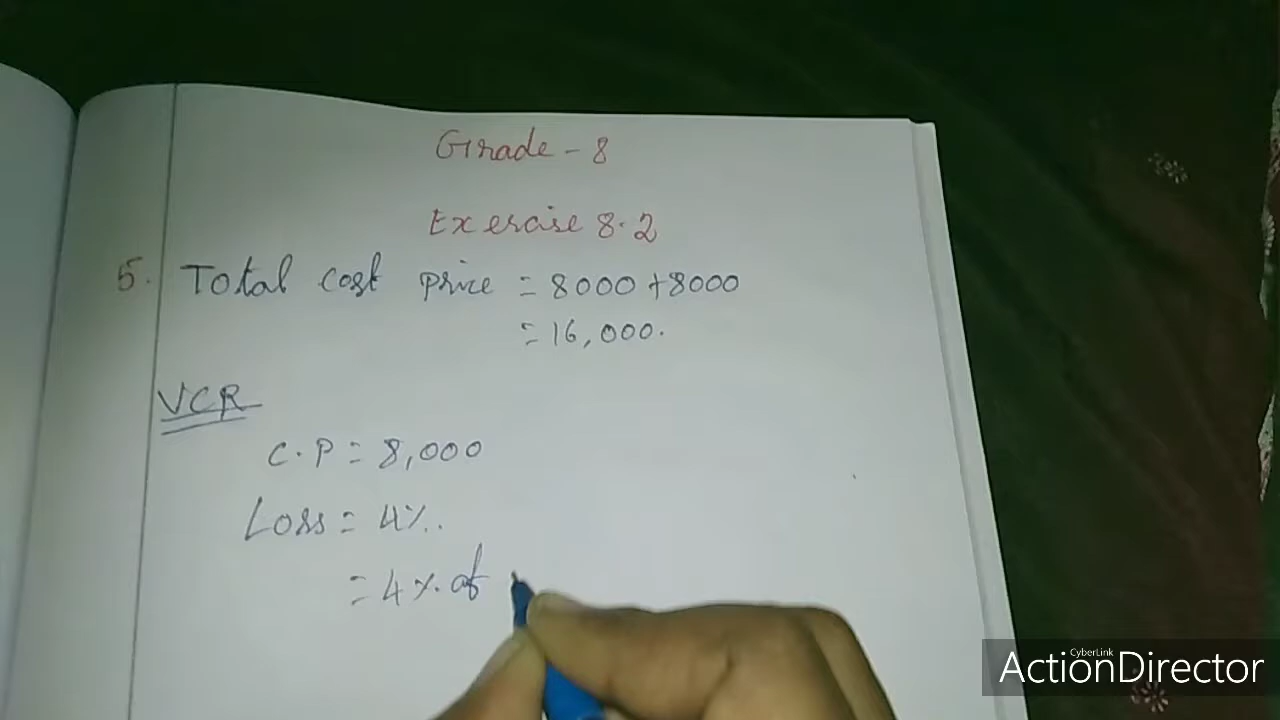 Grade - 8
Exercise 8.2
5. Total cost price = 8000 + 8000
= 16,000.
VCR
C.P = 8,000
Loss = 4%.
= 4% of
CyberLink
ActionDirector